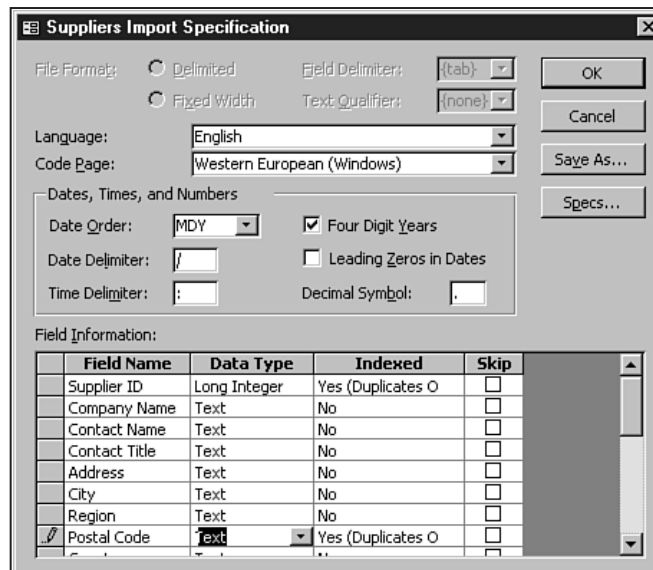 Suppliers Import Specification
File Format: Delimited Field Delimiter: {tab} OK
Fixed Width Text Qualifier: {none} Cancel
Language: English
Code Page: Western European (Windows) Save As...
Dates, Times, and Numbers Specs...
Date Order: MDY Four Digit Years
Date Delimiter: / Leading Zeros in Dates
Time Delimiter: : Decimal Symbol: .
Field Information:
Field Name Data Type Indexed Skip
Supplier ID Long Integer Yes (Duplicates O
Company Name Text No
Contact Name Text No
Contact Title Text No
Address Text No
City Text No
Region Text No
Postal Code Text Yes (Duplicates O